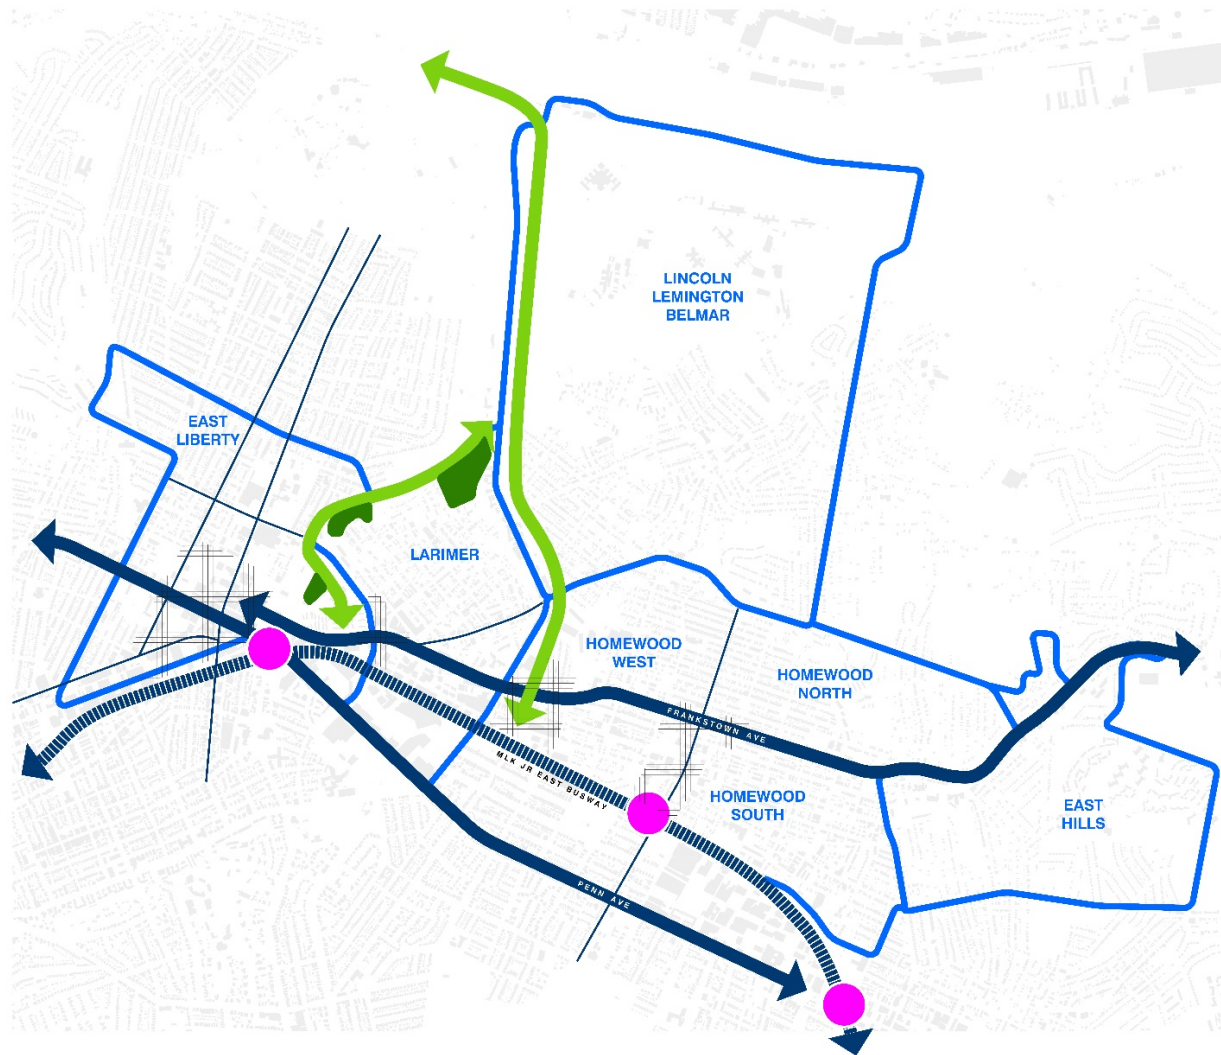 LINCOLN
LEMINGTON
BELMAR
EAST
LIBERTY
LARIMER
HOMEWOOD
WEST
HOMEWOOD
NORTH
FRANKSTOWN AVE
MLK JR EAST BUSWAY
HOMEWOOD
SOUTH
EAST
HILLS
PENN AVE